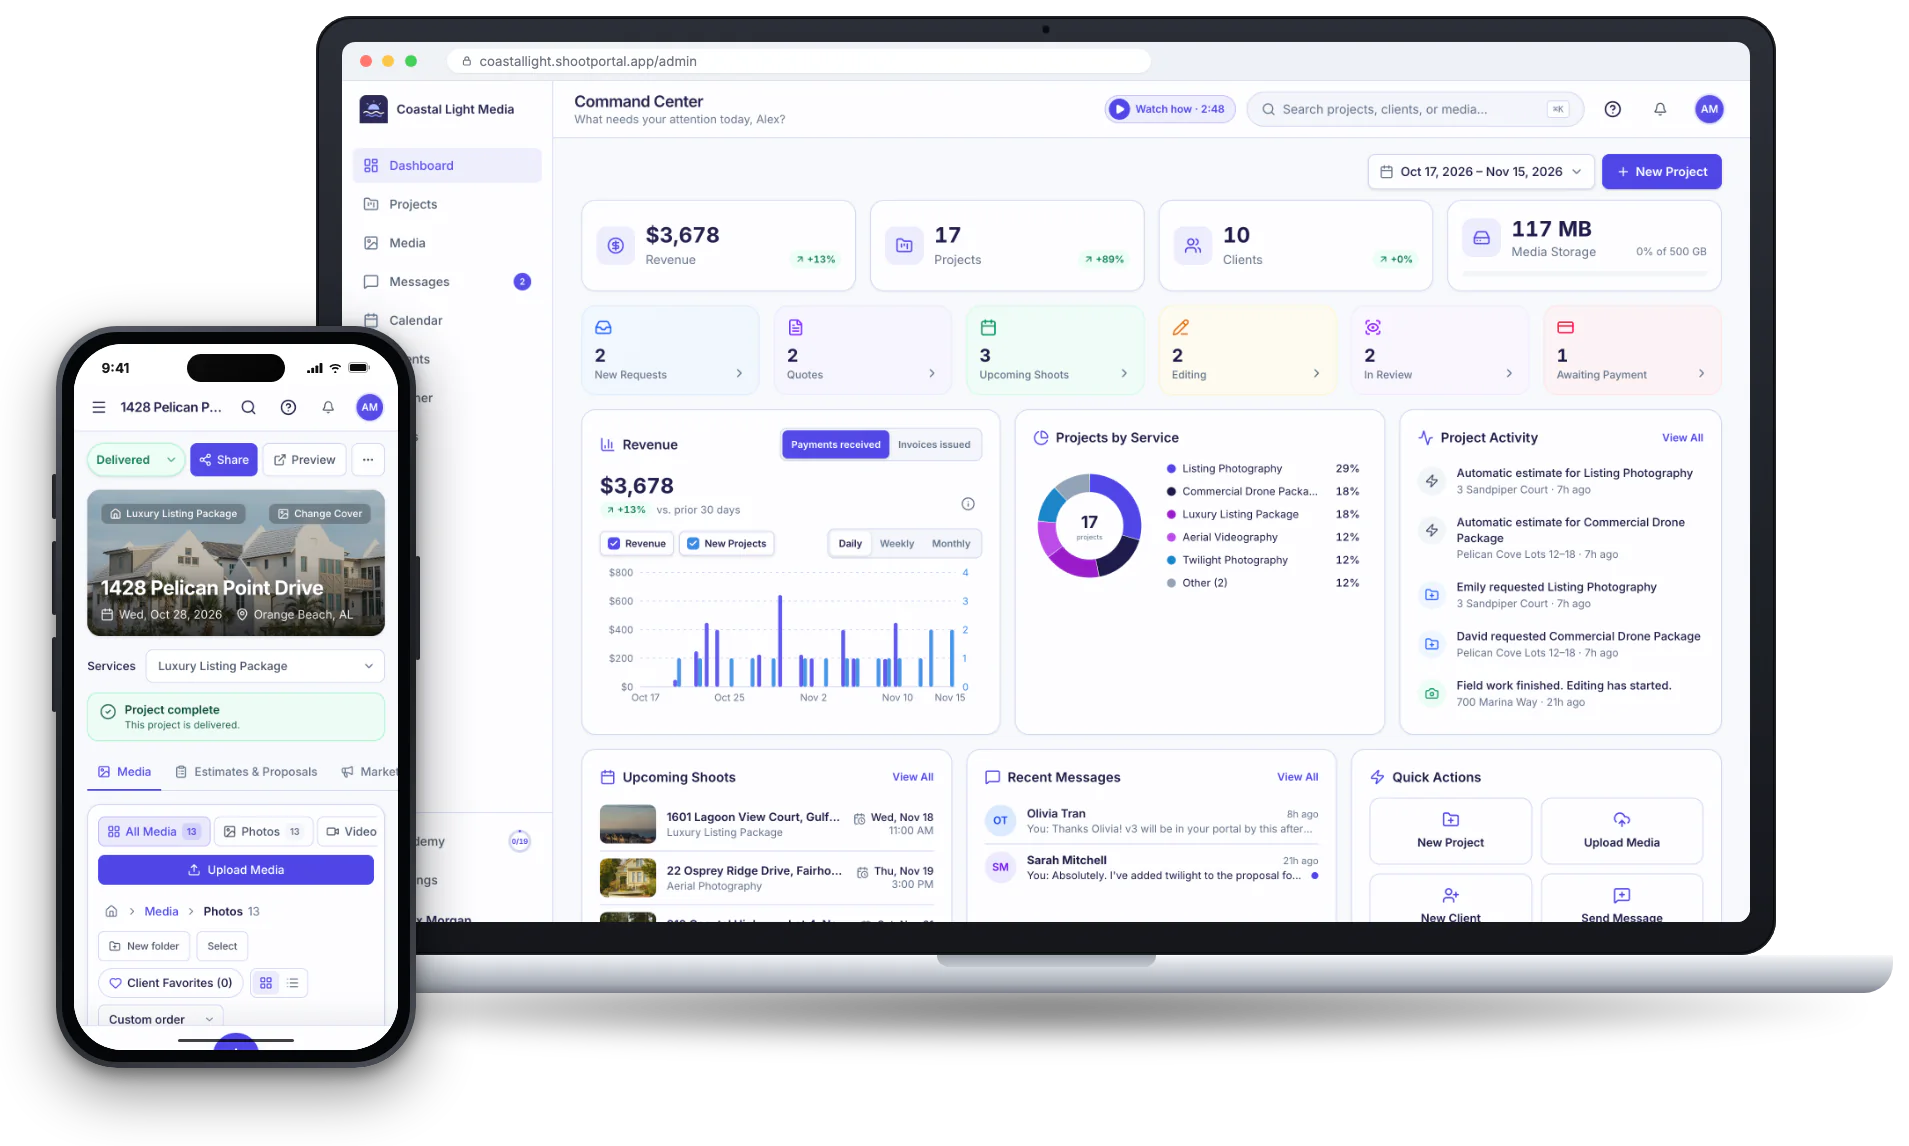 coastallight.shootportal.app/admin
Coastal Light Media
Command Center
What needs your attention today, Alex?
Watch how · 2:48
Search projects, clients, or media...
⌘K
AM
Dashboard
Projects
Media
Messages
2
Calendar
0/19
Oct 17, 2026 – Nov 15, 2026
New Project
$3,678
Revenue
+13%
17
Projects
+89%
10
Clients
+0%
117 MB
Media Storage
0% of 500 GB
2
New Requests
2
Quotes
3
Upcoming Shoots
2
Editing
2
In Review
1
Awaiting Payment
Revenue
Payments received
Invoices issued
$3,678
+13% vs. prior 30 days
Revenue
New Projects
Daily
Weekly
Monthly
$800
$600
$400
$200
$0
4
3
2
1
0
Oct 17
Oct 25
Nov 2
Nov 10
Nov 15
Projects by Service
17
projects
Listing Photography 29%
Commercial Drone Packa... 18%
Luxury Listing Package 18%
Aerial Videography 12%
Twilight Photography 12%
Other (2) 12%
Project Activity
View All
Automatic estimate for Listing Photography
3 Sandpiper Court · 7h ago
Automatic estimate for Commercial Drone
Package
Pelican Cove Lots 12–18 · 7h ago
Emily requested Listing Photography
3 Sandpiper Court · 7h ago
David requested Commercial Drone Package
Pelican Cove Lots 12–18 · 7h ago
Field work finished. Editing has started.
700 Marina Way · 21h ago
Upcoming Shoots
View All
1601 Lagoon View Court, Gulf...
Luxury Listing Package
Wed, Nov 18
11:00 AM
22 Osprey Ridge Drive, Fairho...
Aerial Photography
Thu, Nov 19
3:00 PM
Recent Messages
View All
OT
Olivia Tran
8h ago
You: Thanks Olivia! v3 will be in your portal by this after...
SM
Sarah Mitchell
21h ago
You: Absolutely. I've added twilight to the proposal fo...
Quick Actions
New Project
Upload Media
New Client
Send Message
9:41
1428 Pelican P...
AM
Delivered
Share
Preview
Luxury Listing Package
Change Cover
1428 Pelican Point Drive
Wed, Oct 28, 2026
Orange Beach, AL
Services
Luxury Listing Package
Project complete
This project is delivered.
Media
Estimates & Proposals
Market
All Media 13
Photos 13
Video
Upload Media
Media
Photos 13
New folder
Select
Client Favorites (0)
Custom order